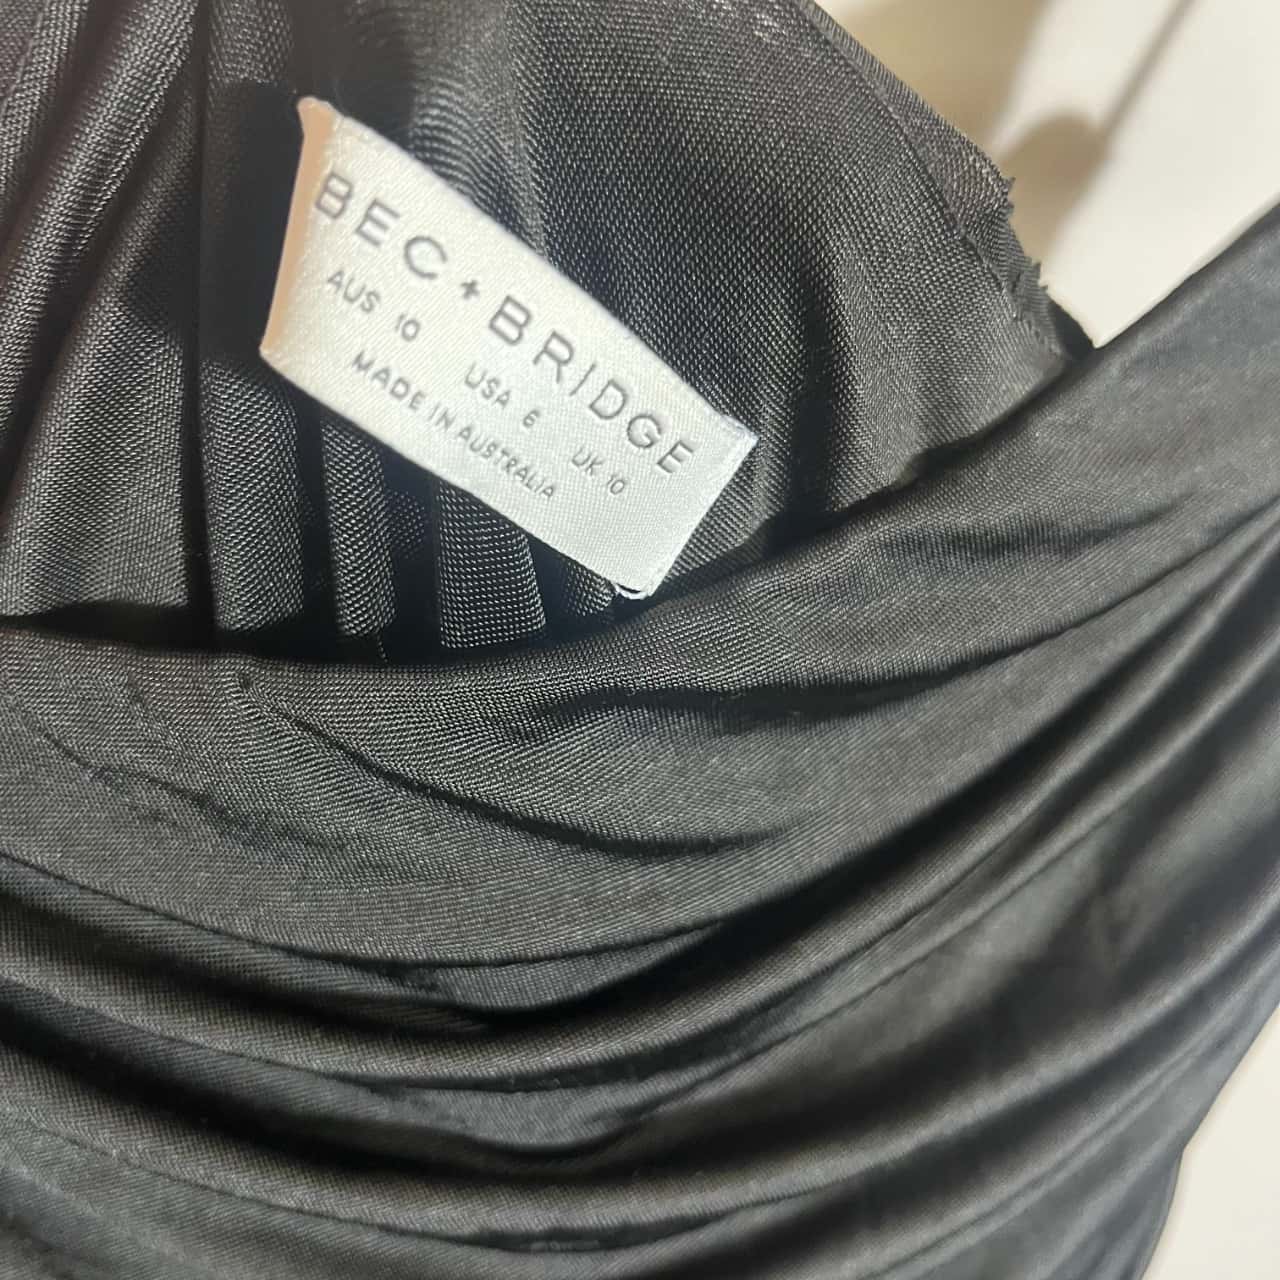 BEC + BRIDGE
AUS 10 USA 6 UK 10
MADE IN AUSTRALIA